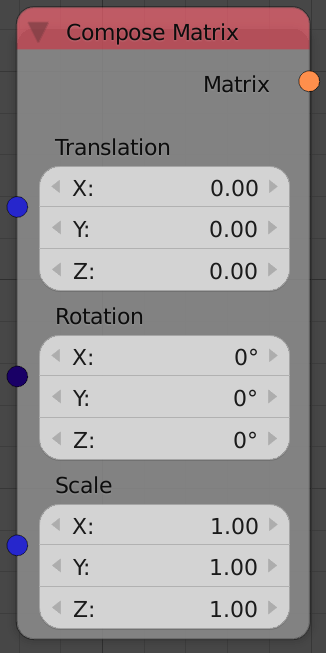 Compose Matrix
Matrix
Translation
X: 0.00
Y: 0.00
Z: 0.00
Rotation
X: 0°
Y: 0°
Z: 0°
Scale
X: 1.00
Y: 1.00
Z: 1.00